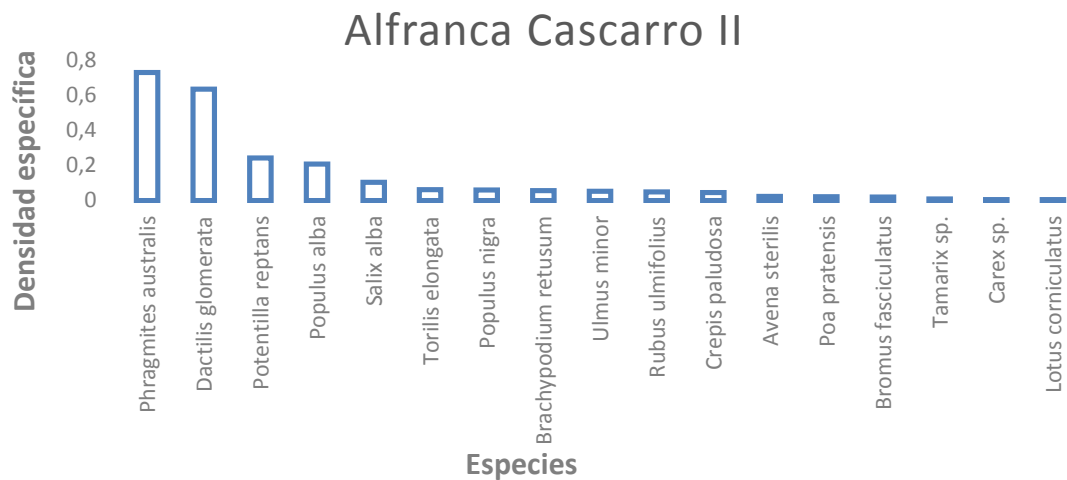 Alfranca Cascarro II
Densidad específica
0,8
0,6
0,4
0,2
0
Phragmites australis
Dactilis glomerata
Potentilla reptans
Populus alba
Salix alba
Torilis elongata
Populus nigra
Brachypodium retusum
Ulmus minor
Rubus ulmifolius
Crepis paludosa
Avena sterilis
Poa pratensis
Bromus fasciculatus
Tamarix sp.
Carex sp.
Lotus corniculatus
Especies